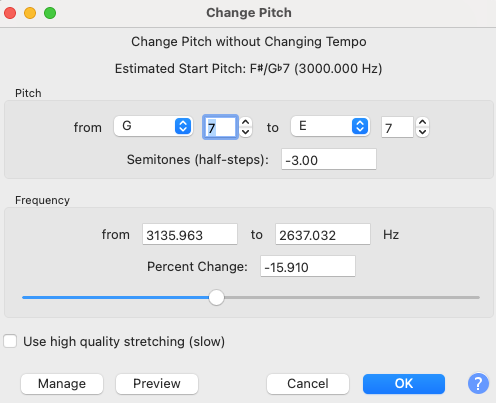 Change Pitch
Change Pitch without Changing Tempo
Estimated Start Pitch: F♯/G♭7 (3000.000 Hz)
Pitch
from G 7 to E 7
Semitones (half-steps): -3.00
Frequency
from 3135.963 to 2637.032 Hz
Percent Change: -15.910
Use high quality stretching (slow)
Manage Preview Cancel OK ?